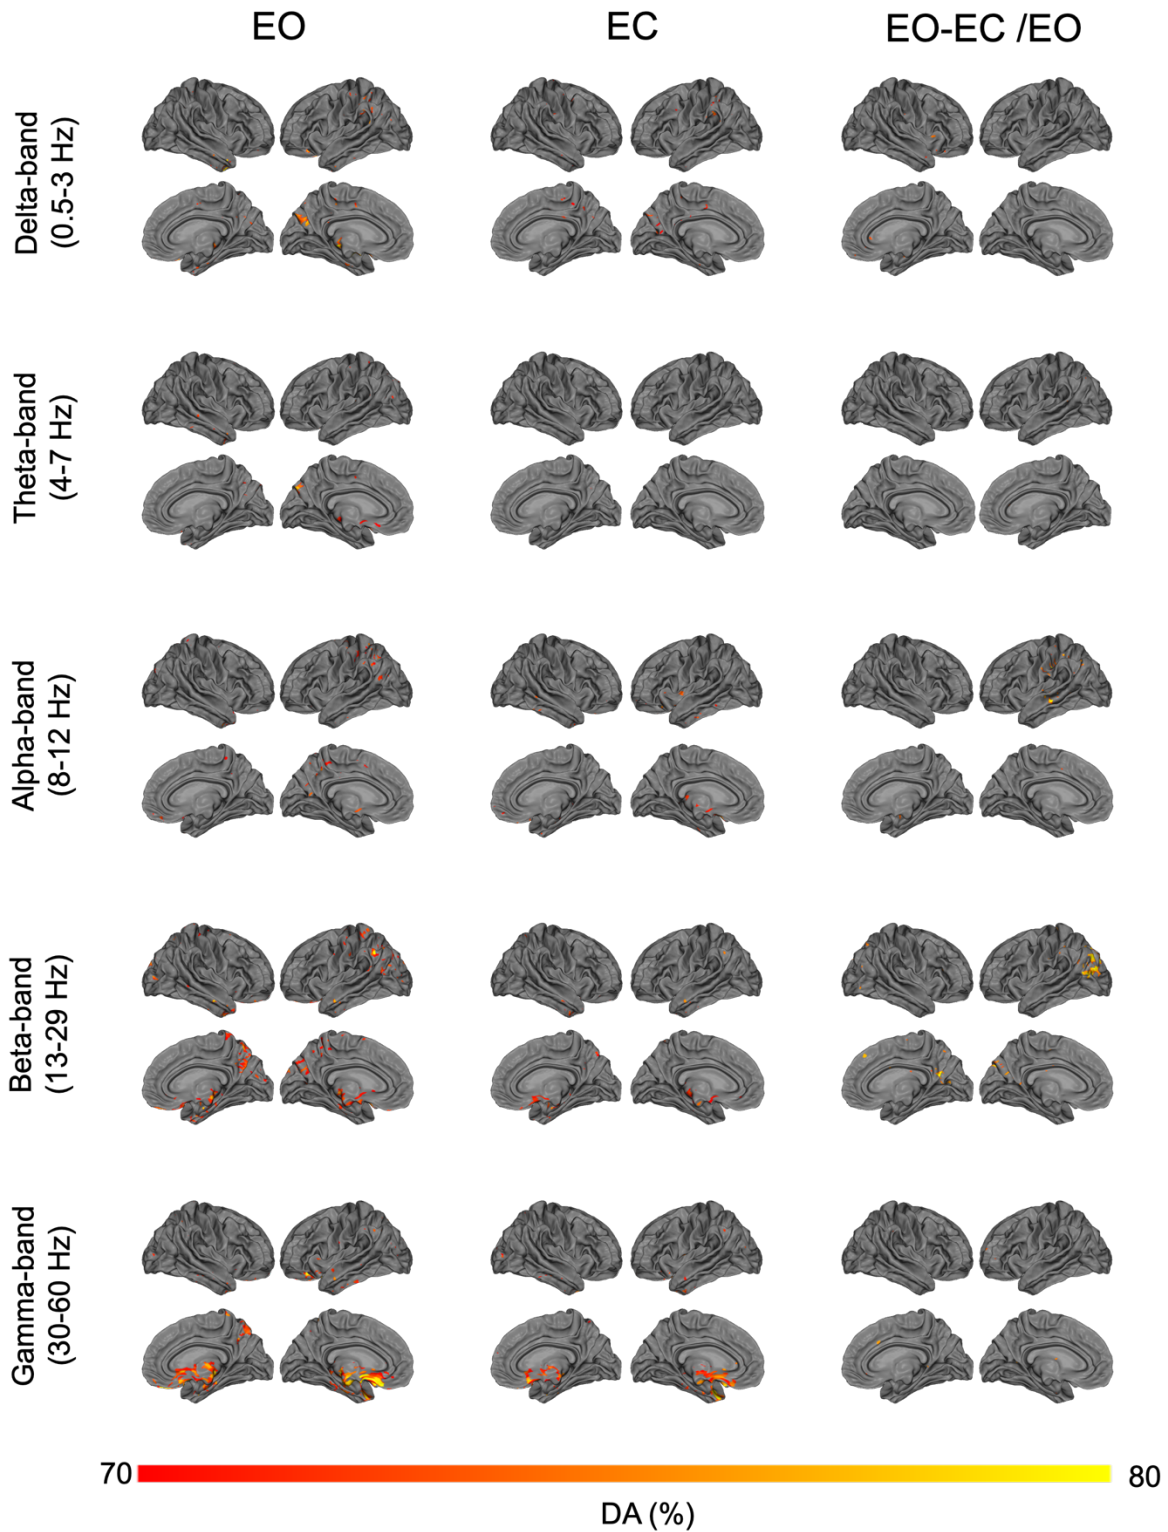 EO
EC
EO-EC /EO
Delta-band
(0.5-3 Hz)
Theta-band
(4-7 Hz)
Alpha-band
(8-12 Hz)
Beta-band
(13-29 Hz)
Gamma-band
(30-60 Hz)
70
80
DA (%)